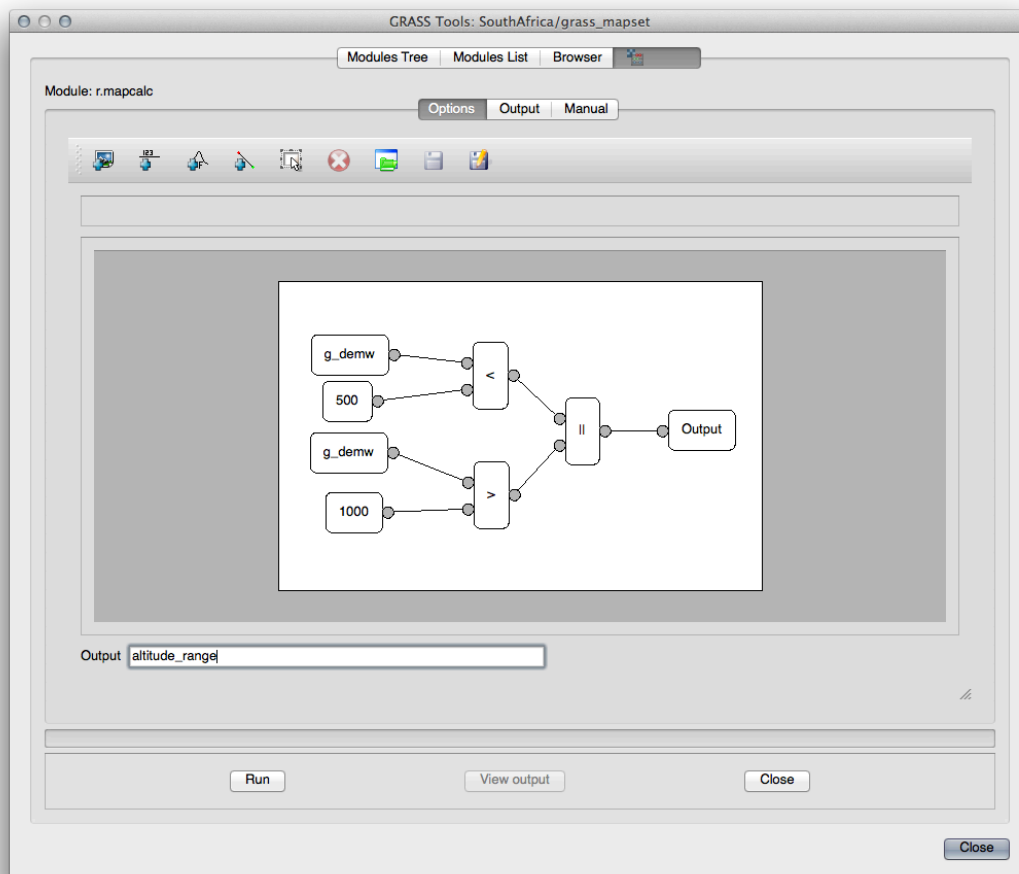 GRASS Tools: SouthAfrica/grass_mapset
Modules Tree Modules List Browser
Module: r.mapcalc
Options Output Manual
123
F
g_demw
<
500
||
Output
g_demw
>
1000
Output altitude_range
Run View output Close
Close